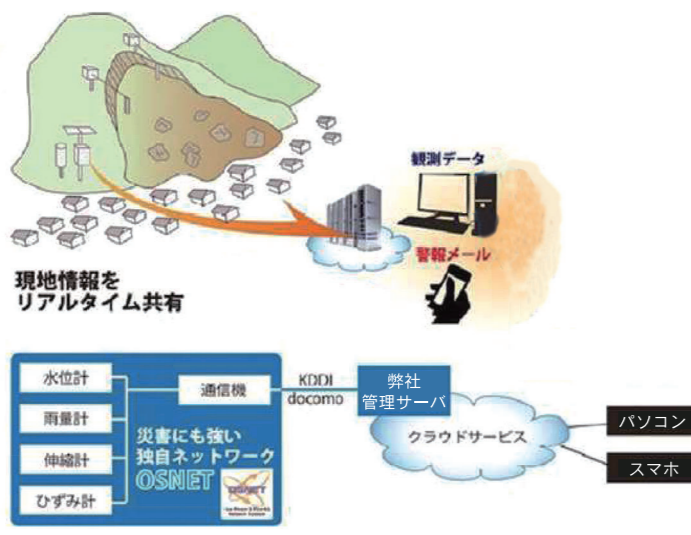 観測データ
警報メール
現地情報を
リアルタイム共有
水位計
雨量計
伸縮計
ひずみ計
通信機
災害にも強い
独自ネットワーク
OSNET
OSNET
KDDI
docomo
弊社
管理サーバ
クラウドサービス
パソコン
スマホ